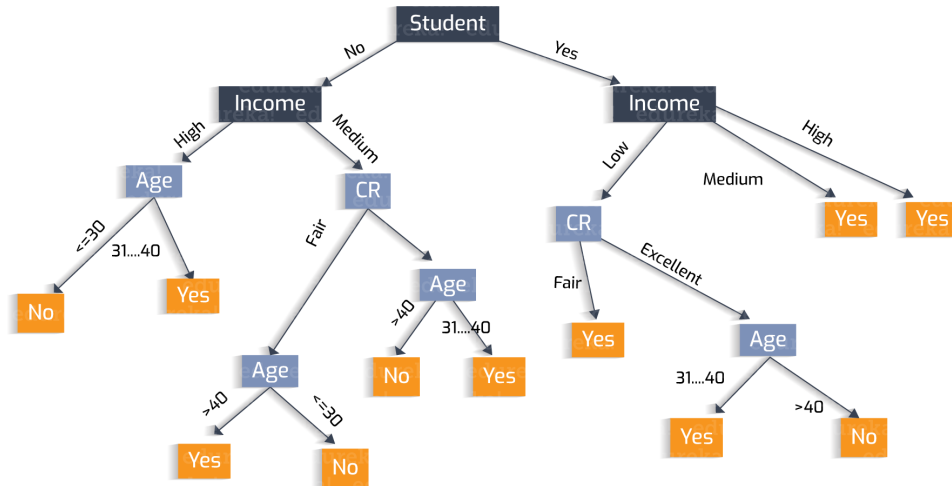 Student
No
Yes
Income
Income
High
Medium
Low
Medium
High
Age
CR
CR
Yes
Yes
<=30
31....40
Fair
Fair
Excellent
No
Yes
Age
Yes
Age
>40
31....40
Age
No
Yes
31....40
>40
>40
<=30
Yes
No
Yes
No